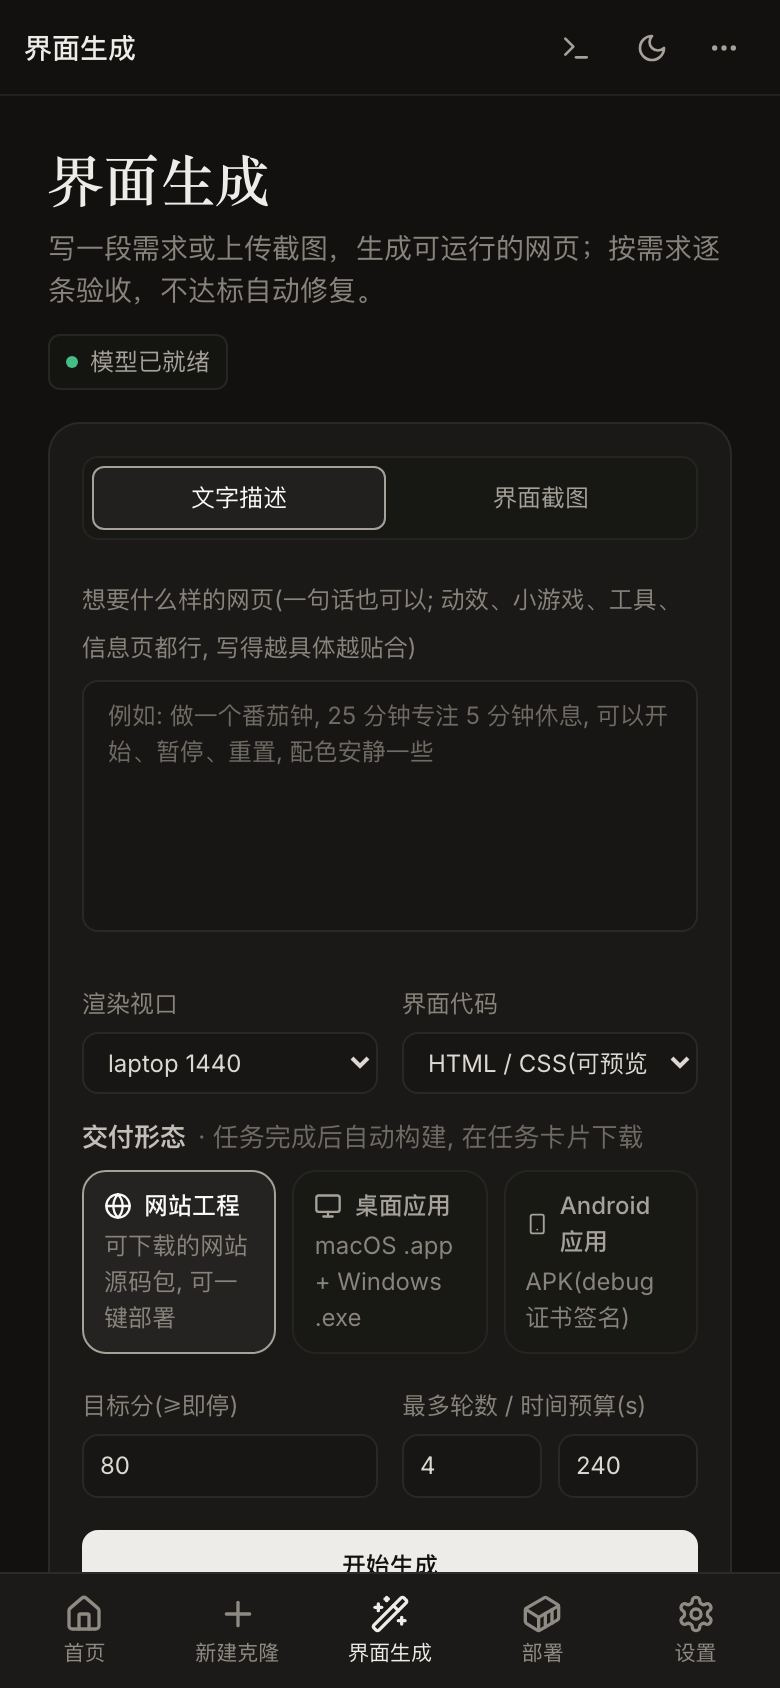 界面生成
界面生成
写一段需求或上传截图，生成可运行的网页；按需求逐
条验收，不达标自动修复。
模型已就绪
文字描述
界面截图
想要什么样的网页(一句话也可以; 动效、小游戏、工具、
信息页都行, 写得越具体越贴合)
例如: 做一个番茄钟, 25 分钟专注 5 分钟休息, 可以开
始、暂停、重置, 配色安静一些
渲染视口
界面代码
laptop 1440
HTML / CSS(可预览
交付形态 · 任务完成后自动构建, 在任务卡片下载
网站工程
可下载的网站
源码包, 可一
键部署
桌面应用
macOS .app
+ Windows
.exe
Android
应用
APK(debug
证书签名)
目标分(≥即停)
最多轮数 / 时间预算(s)
80
4
240
开始生成
首页
新建克隆
界面生成
部署
设置